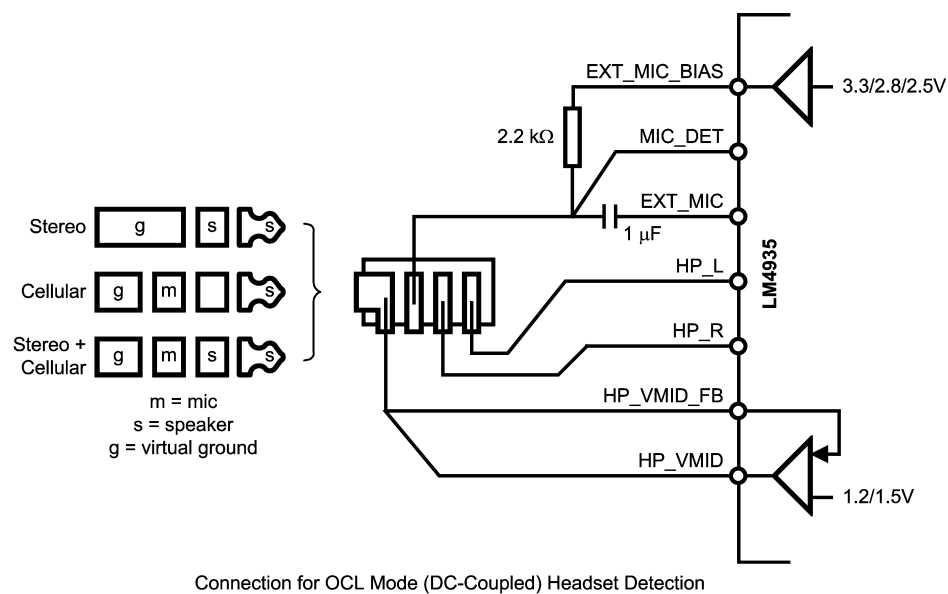 EXT_MIC_BIAS
3.3/2.8/2.5V
2.2 kΩ
MIC_DET
EXT_MIC
1 μF
Stereo
g
s
s
HP_L
LM4935
Cellular
g
m
s
HP_R
Stereo +
Cellular
g
m
s
s
m = mic
s = speaker
g = virtual ground
HP_VMID_FB
HP_VMID
1.2/1.5V
Connection for OCL Mode (DC-Coupled) Headset Detection